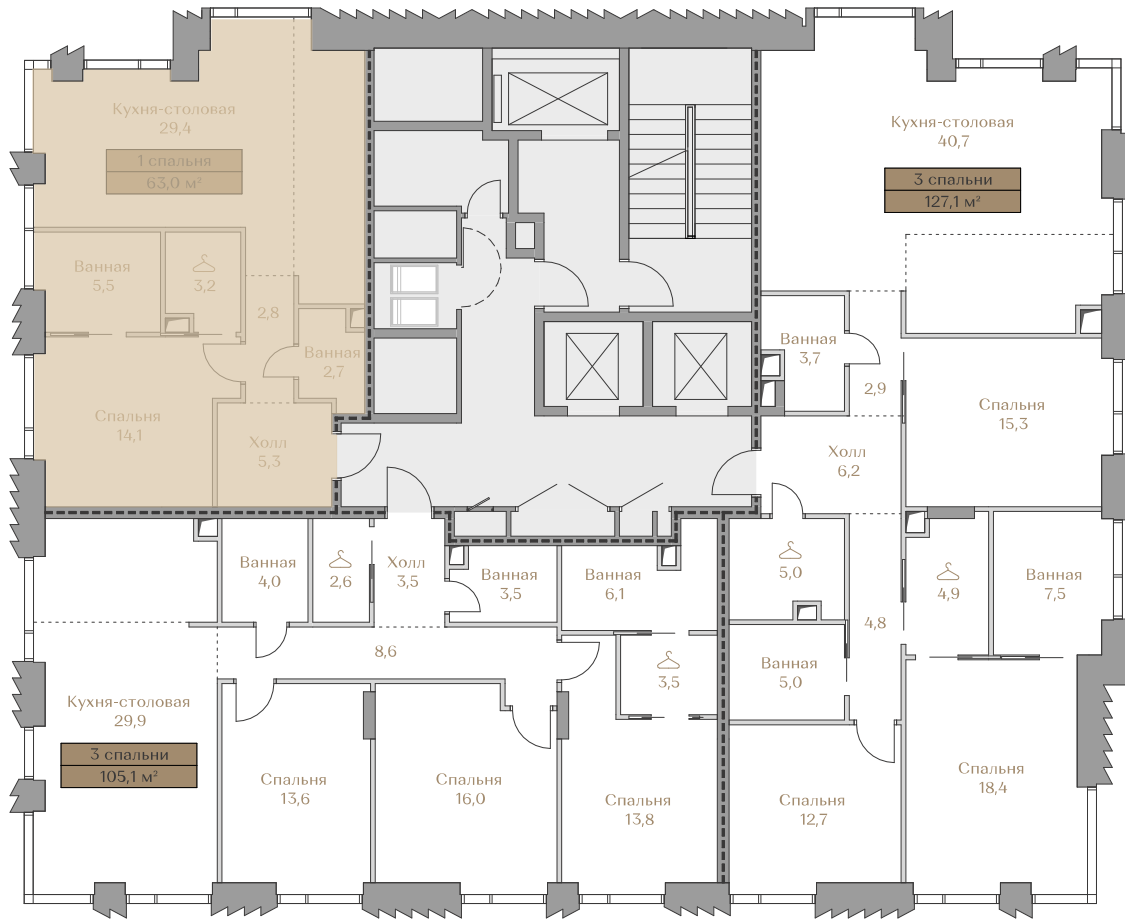 Кухня-столовая
29,4
1 спальня
63,0 м²
Ванная
5,5
3,2
2,8
Ванная
2,7
Спальня
14,1
Холл
5,3
Кухня-столовая
40,7
3 спальни
127,1 м²
Ванная
3,7
2,9
Спальня
15,3
Холл
6,2
5,0
4,9
Ванная
7,5
4,8
Ванная
5,0
Спальня
12,7
Спальня
18,4
Ванная
4,0
2,6
Холл
3,5
Ванная
3,5
Ванная
6,1
8,6
3,5
Кухня-столовая
29,9
3 спальни
105,1 м²
Спальня
13,6
Спальня
16,0
Спальня
13,8